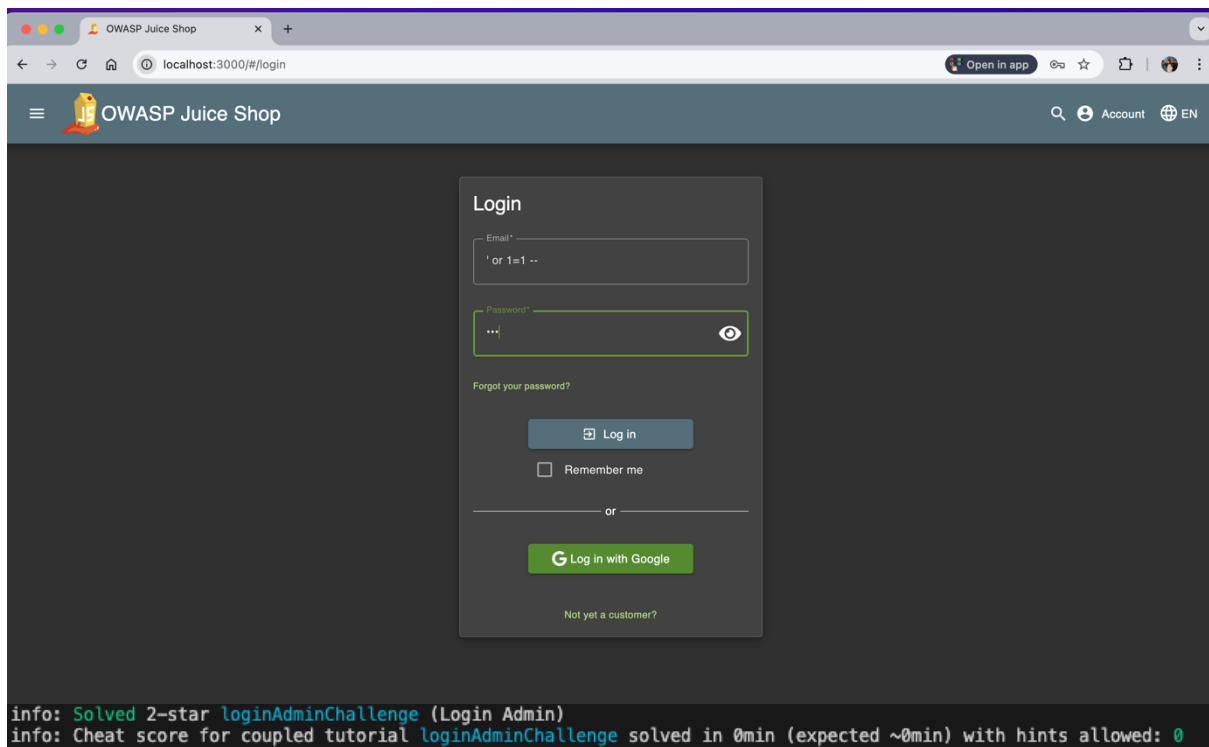 OWASP Juice Shop
localhost:3000/#/login
Open in app
OWASP Juice Shop
Account
EN
Login
Email*
' or 1=1 --
Password*
•••
Forgot your password?
Log in
Remember me
or
G Log in with Google
Not yet a customer?
info: Solved 2-star loginAdminChallenge (Login Admin)
info: Cheat score for coupled tutorial loginAdminChallenge solved in 0min (expected ~0min) with hints allowed: 0